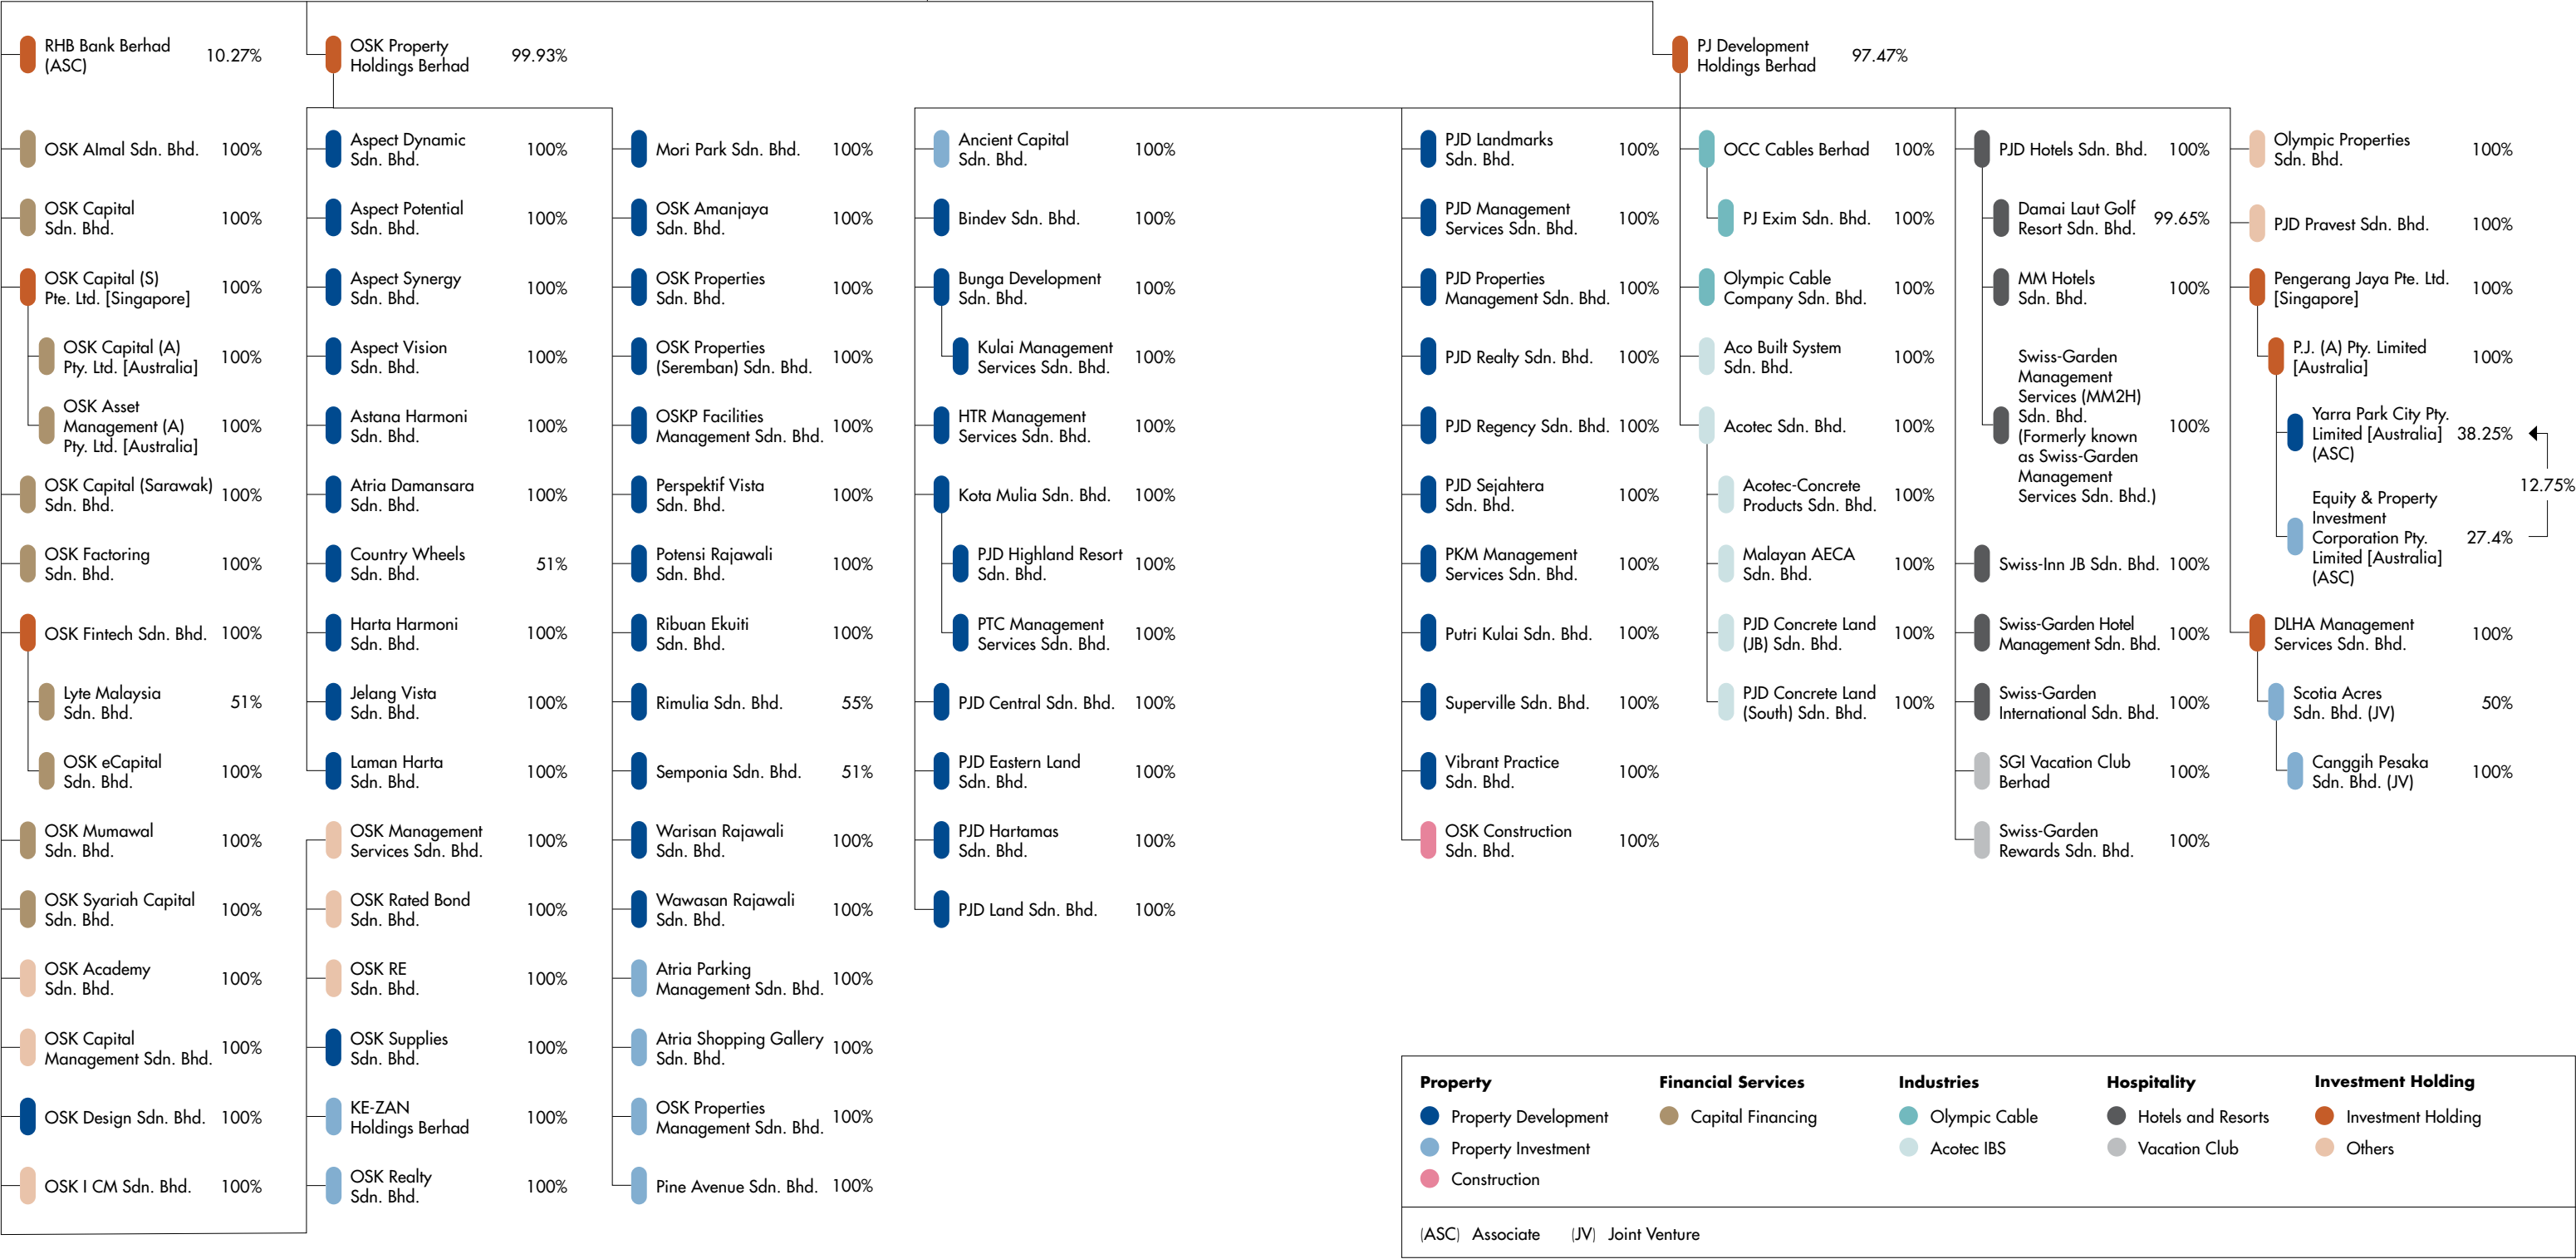 RHB Bank Berhad
(ASC)
10.27%
OSK Almal Sdn. Bhd.
100%
OSK Capital
Sdn. Bhd.
100%
OSK Capital (S)
Pte. Ltd. [Singapore]
100%
OSK Capital (A)
Pty. Ltd. [Australia]
100%
OSK Asset
Management (A)
Pty. Ltd. [Australia]
100%
OSK Capital (Sarawak)
Sdn. Bhd.
100%
OSK Factoring
Sdn. Bhd.
100%
OSK Fintech Sdn. Bhd.
100%
Lyte Malaysia
Sdn. Bhd.
51%
OSK eCapital
Sdn. Bhd.
100%
OSK Mumawal
Sdn. Bhd.
100%
OSK Syariah Capital
Sdn. Bhd.
100%
OSK Academy
Sdn. Bhd.
100%
OSK Capital
Management Sdn. Bhd.
100%
OSK Design Sdn. Bhd.
100%
OSK I CM Sdn. Bhd.
100%
OSK Property
Holdings Berhad
99.93%
Aspect Dynamic
Sdn. Bhd.
100%
Aspect Potential
Sdn. Bhd.
100%
Aspect Synergy
Sdn. Bhd.
100%
Aspect Vision
Sdn. Bhd.
100%
Astana Harmoni
Sdn. Bhd.
100%
Atria Damansara
Sdn. Bhd.
100%
Country Wheels
Sdn. Bhd.
51%
Harta Harmoni
Sdn. Bhd.
100%
Jelang Vista
Sdn. Bhd.
100%
Laman Harta
Sdn. Bhd.
100%
OSK Management
Services Sdn. Bhd.
100%
OSK Rated Bond
Sdn. Bhd.
100%
OSK RE
Sdn. Bhd.
100%
OSK Supplies
Sdn. Bhd.
100%
KE-ZAN
Holdings Berhad
100%
OSK Realty
Sdn. Bhd.
100%
Mori Park Sdn. Bhd.
100%
OSK Amanjaya
Sdn. Bhd.
100%
OSK Properties
Sdn. Bhd.
100%
OSK Properties
(Seremban) Sdn. Bhd.
100%
OSKP Facilities
Management Sdn. Bhd.
100%
Perspektif Vista
Sdn. Bhd.
100%
Potensi Rajawali
Sdn. Bhd.
100%
Ribuan Ekuiti
Sdn. Bhd.
100%
Rimulia Sdn. Bhd.
55%
Semponia Sdn. Bhd.
51%
Warisan Rajawali
Sdn. Bhd.
100%
Wawasan Rajawali
Sdn. Bhd.
100%
Atria Parking
Management Sdn. Bhd.
100%
Atria Shopping Gallery
Sdn. Bhd.
100%
OSK Properties
Management Sdn. Bhd.
100%
Pine Avenue Sdn. Bhd.
100%
PJ Development
Holdings Berhad
97.47%
Ancient Capital
Sdn. Bhd.
100%
Bindev Sdn. Bhd.
100%
Bunga Development
Sdn. Bhd.
100%
Kulai Management
Services Sdn. Bhd.
100%
HTR Management
Services Sdn. Bhd.
100%
Kota Mulia Sdn. Bhd.
100%
PJD Highland Resort
Sdn. Bhd.
100%
PTC Management
Services Sdn. Bhd.
100%
PJD Central Sdn. Bhd.
100%
PJD Eastern Land
Sdn. Bhd.
100%
PJD Hartamas
Sdn. Bhd.
100%
PJD Land Sdn. Bhd.
100%
PJD Landmarks
Sdn. Bhd.
100%
PJD Management
Services Sdn. Bhd.
100%
PJD Properties
Management Sdn. Bhd.
100%
PJD Realty Sdn. Bhd.
100%
PJD Regency Sdn. Bhd.
100%
PJD Sejahtera
Sdn. Bhd.
100%
PKM Management
Services Sdn. Bhd.
100%
Putri Kulai Sdn. Bhd.
100%
Superville Sdn. Bhd.
100%
Vibrant Practice
Sdn. Bhd.
100%
OSK Construction
Sdn. Bhd.
100%
OCC Cables Berhad
100%
PJ Exim Sdn. Bhd.
100%
Olympic Cable
Company Sdn. Bhd.
100%
Aco Built System
Sdn. Bhd.
100%
Acotec Sdn. Bhd.
100%
Acotec-Concrete
Products Sdn. Bhd.
100%
Malayan AECA
Sdn. Bhd.
100%
PJD Concrete Land
(JB) Sdn. Bhd.
100%
PJD Concrete Land
(South) Sdn. Bhd.
100%
PJD Hotels Sdn. Bhd.
100%
Damai Laut Golf
Resort Sdn. Bhd.
99.65%
MM Hotels
Sdn. Bhd.
100%
Swiss-Garden
Management
Services (MM2H)
Sdn. Bhd.
(Formerly known
as Swiss-Garden
Management
Services Sdn. Bhd.)
100%
Swiss-Inn JB Sdn. Bhd.
100%
Swiss-Garden Hotel
Management Sdn. Bhd.
100%
Swiss-Garden
International Sdn. Bhd.
100%
SGI Vacation Club
Berhad
100%
Swiss-Garden
Rewards Sdn. Bhd.
100%
Olympic Properties
Sdn. Bhd.
100%
PJD Pravest Sdn. Bhd.
100%
Pengerang Jaya Pte. Ltd.
[Singapore]
100%
P.J. (A) Pty. Limited
[Australia]
100%
Yarra Park City Pty.
Limited [Australia]
(ASC)
38.25%
12.75%
Equity & Property
Investment
Corporation Pty.
Limited [Australia]
(ASC)
27.4%
DLHA Management
Services Sdn. Bhd.
100%
Scotia Acres
Sdn. Bhd. (JV)
50%
Canggih Pesaka
Sdn. Bhd. (JV)
100%
Property
Property Development
Property Investment
Construction
Financial Services
Capital Financing
Industries
Olympic Cable
Acotec IBS
Hospitality
Hotels and Resorts
Vacation Club
Investment Holding
Investment Holding
Others
(ASC) Associate (JV) Joint Venture